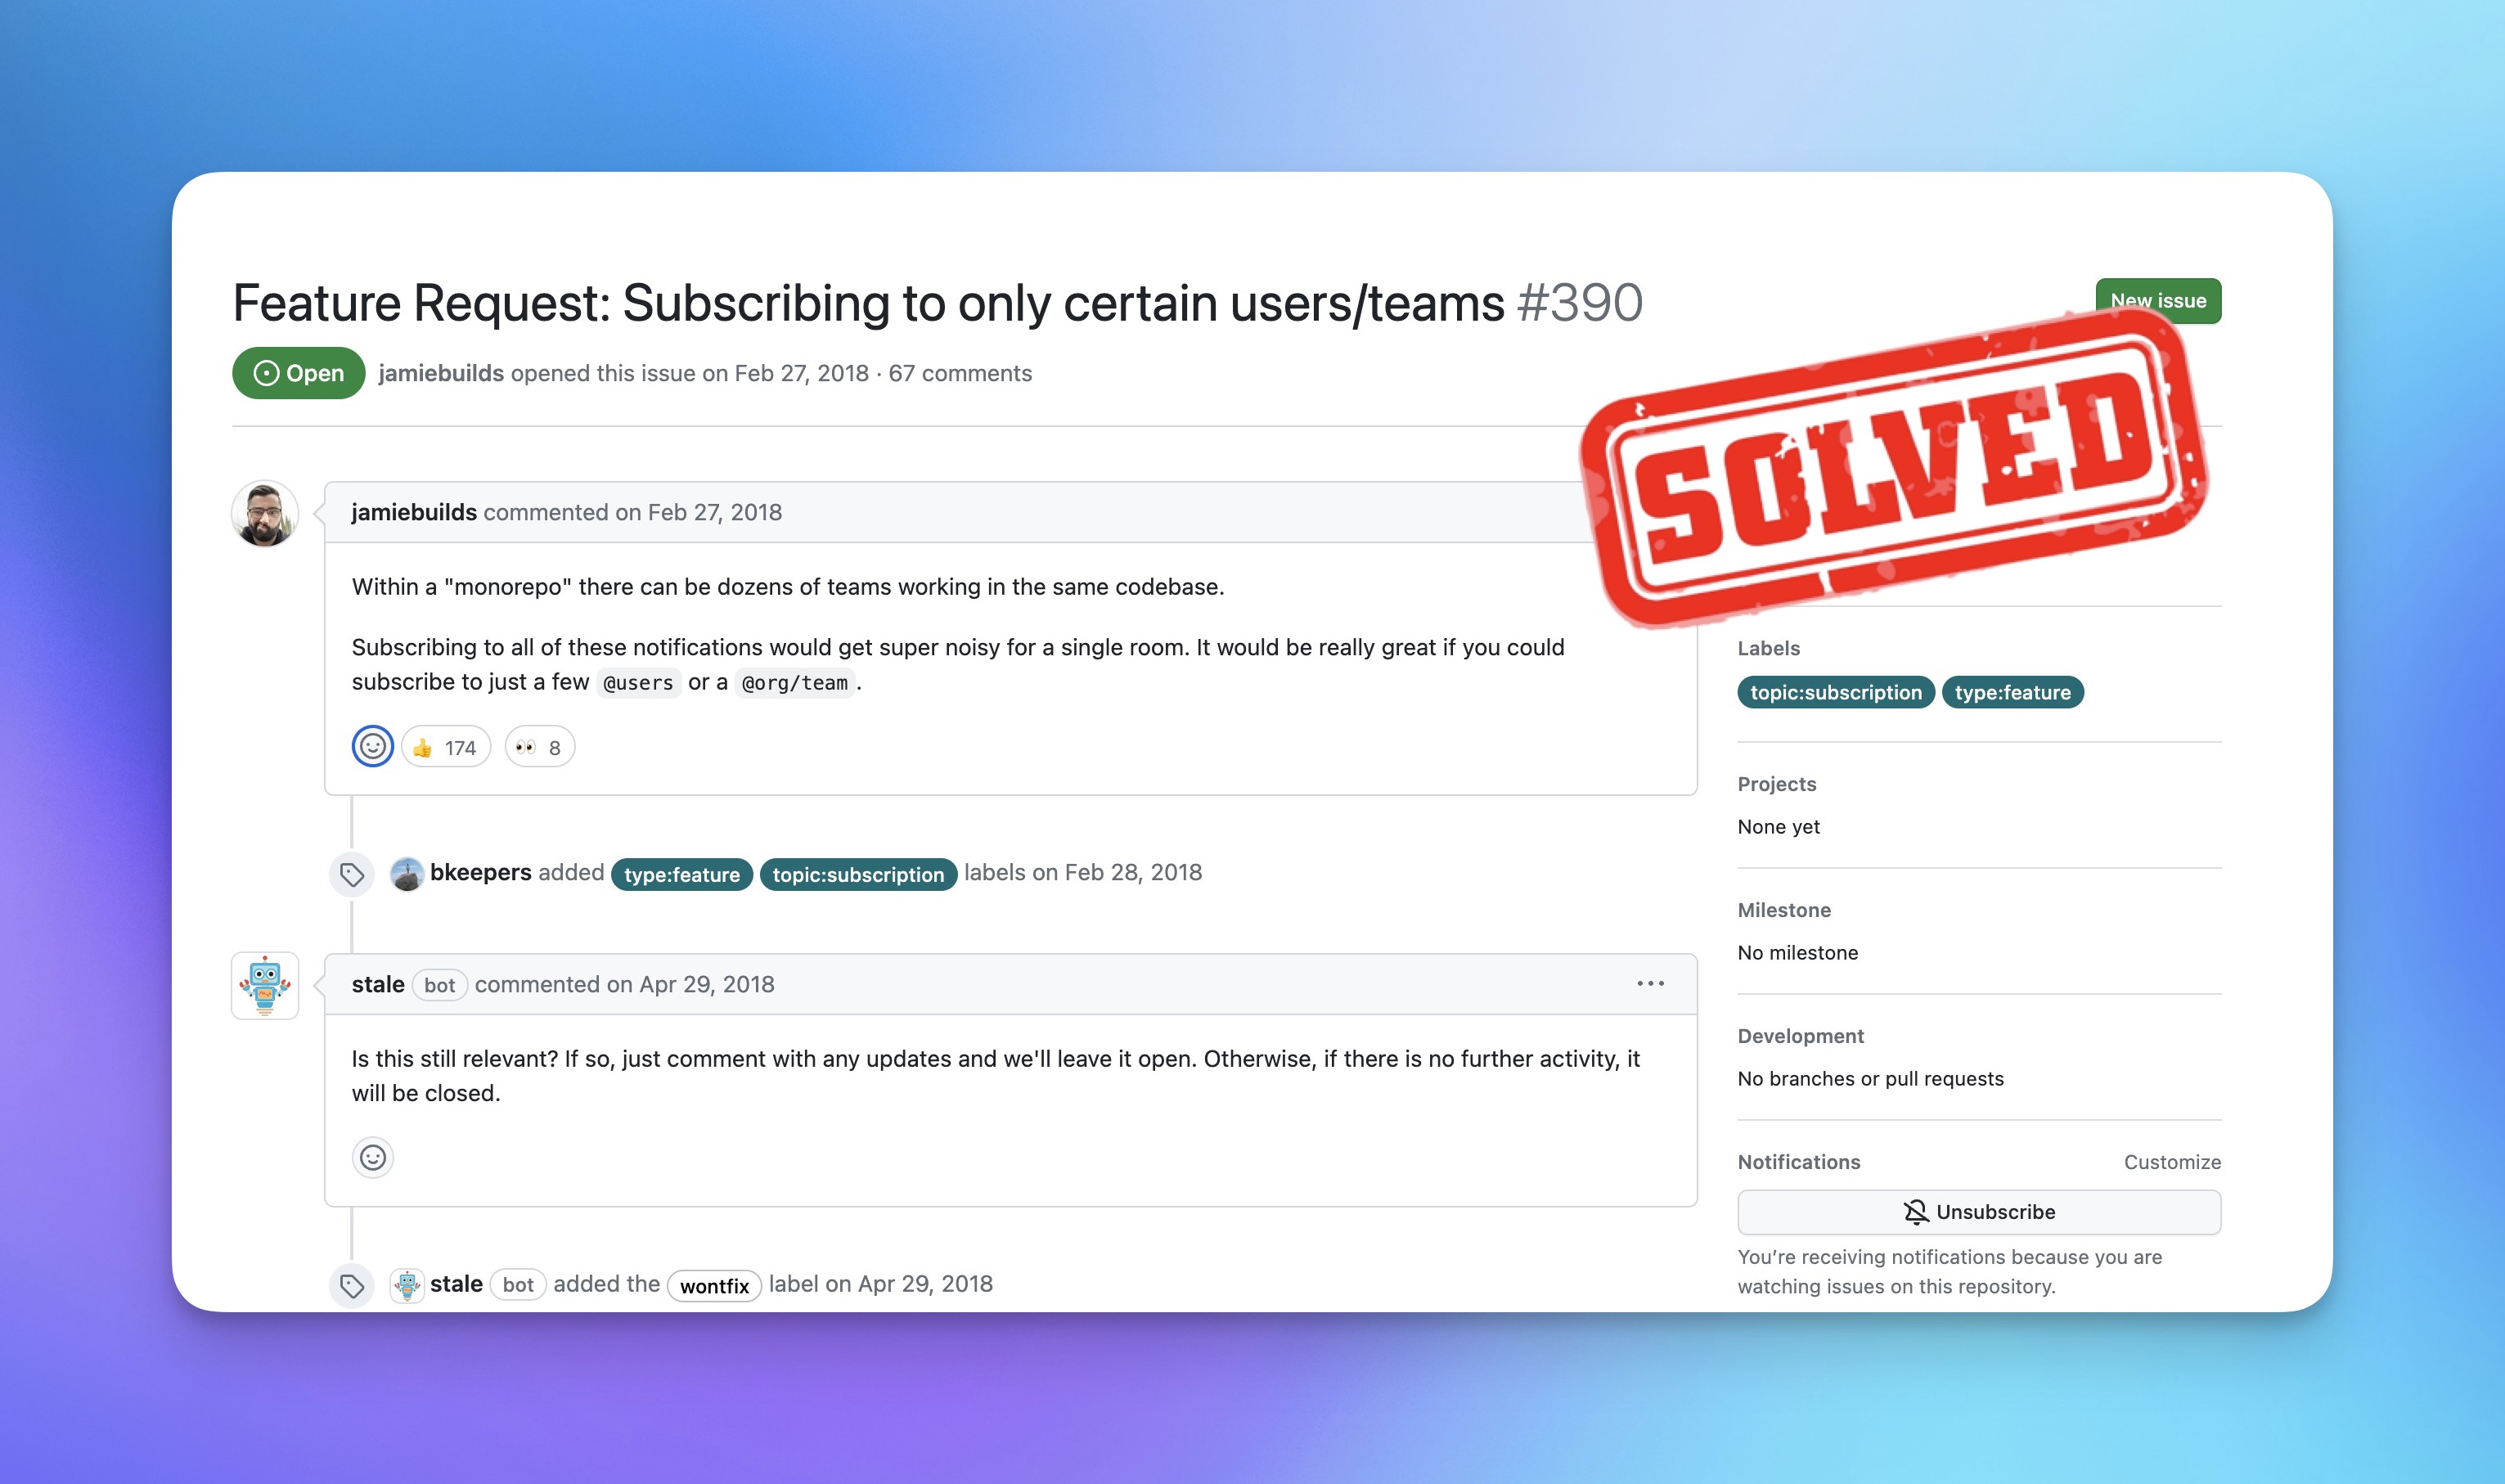 Feature Request: Subscribing to only certain users/teams #390
New issue
Open jamiebuilds opened this issue on Feb 27, 2018 · 67 comments
SOLVED
jamiebuilds commented on Feb 27, 2018
Within a "monorepo" there can be dozens of teams working in the same codebase.
Subscribing to all of these notifications would get super noisy for a single room. It would be really great if you could
subscribe to just a few @users or a @org/team.
👍 174 👀 8
bkeepers added type:feature topic:subscription labels on Feb 28, 2018
stale bot commented on Apr 29, 2018 ...
Is this still relevant? If so, just comment with any updates and we'll leave it open. Otherwise, if there is no further activity, it
will be closed.
stale bot added the wontfix label on Apr 29, 2018
Labels
topic:subscription type:feature
Projects
None yet
Milestone
No milestone
Development
No branches or pull requests
Notifications Customize
Unsubscribe
You’re receiving notifications because you are
watching issues on this repository.